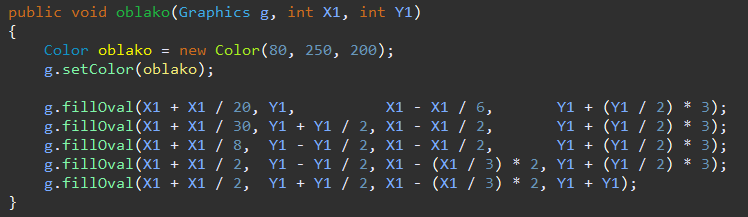 public void oblako(Graphics g, int X1, int Y1)
{
    Color oblako = new Color(80, 250, 200);
    g.setColor(oblako);

    g.fillOval(X1 + X1 / 20, Y1,          X1 - X1 / 6,       Y1 + (Y1 / 2) * 3);
    g.fillOval(X1 + X1 / 30, Y1 + Y1 / 2, X1 - X1 / 2,       Y1 + (Y1 / 2) * 3);
    g.fillOval(X1 + X1 / 8,  Y1 - Y1 / 2, X1 - X1 / 2,       Y1 + (Y1 / 2) * 3);
    g.fillOval(X1 + X1 / 2,  Y1 - Y1 / 2, X1 - (X1 / 3) * 2, Y1 + (Y1 / 2) * 3);
    g.fillOval(X1 + X1 / 2,  Y1 + Y1 / 2, X1 - (X1 / 3) * 2, Y1 + Y1);
}